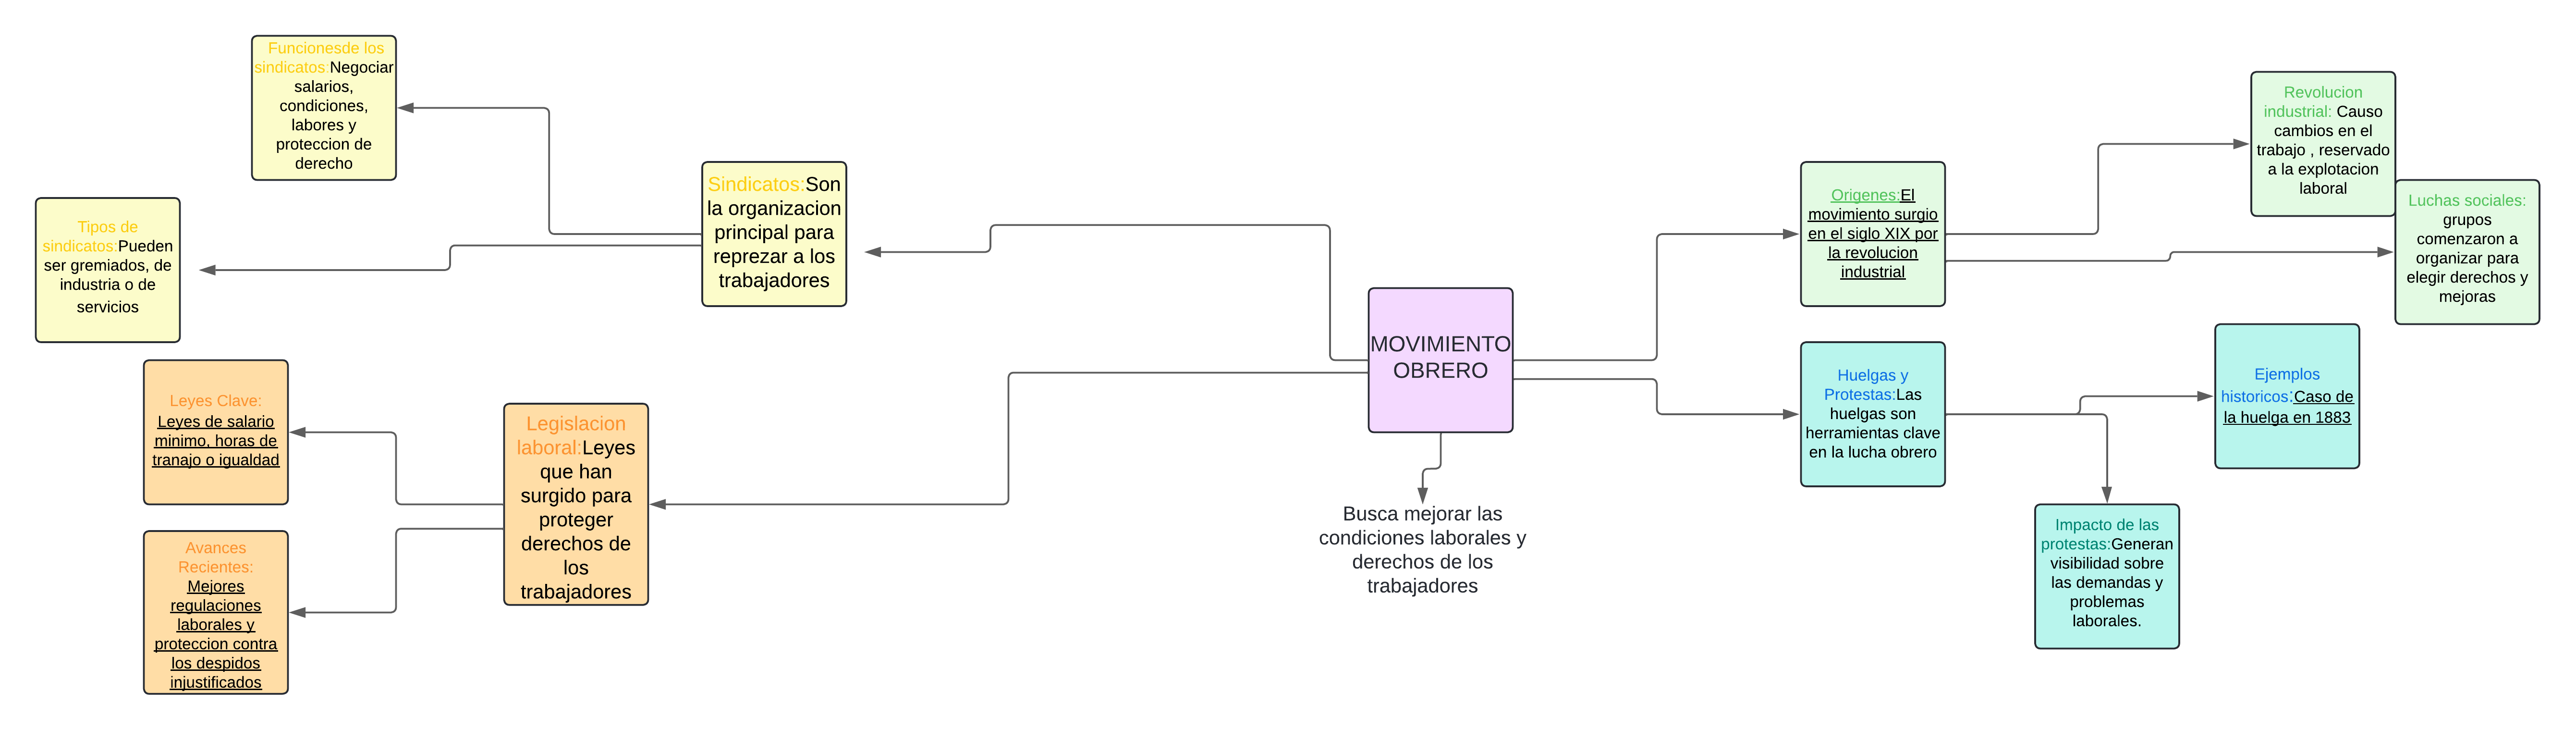 Funcionesde los
sindicatos:Negociar
salarios,
condiciones,
labores y
proteccion de
derecho
Tipos de
sindicatos:Pueden
ser gremiados, de
industria o de
servicios
Sindicatos:Son
la organizacion
principal para
reprezar a los
trabajadores
Leyes Clave:
Leyes de salario
minimo, horas de
tranajo o igualdad
Avances
Recientes:
Mejores
regulaciones
laborales y
proteccion contra
los despidos
injustificados
Legislacion
laboral:Leyes
que han
surgido para
proteger
derechos de
los
trabajadores
MOVIMIENTO
OBRERO
Busca mejorar las
condiciones laborales y
derechos de los
trabajadores
Origenes:El
movimiento surgio
en el siglo XIX por
la revolucion
industrial
Revolucion
industrial: Causo
cambios en el
trabajo , reservado
a la explotacion
laboral
Luchas sociales:
grupos
comenzaron a
organizar para
elegir derechos y
mejoras
Huelgas y
Protestas:Las
huelgas son
herramientas clave
en la lucha obrero
Ejemplos
historicos:Caso de
la huelga en 1883
Impacto de las
protestas:Generan
visibilidad sobre
las demandas y
problemas
laborales.